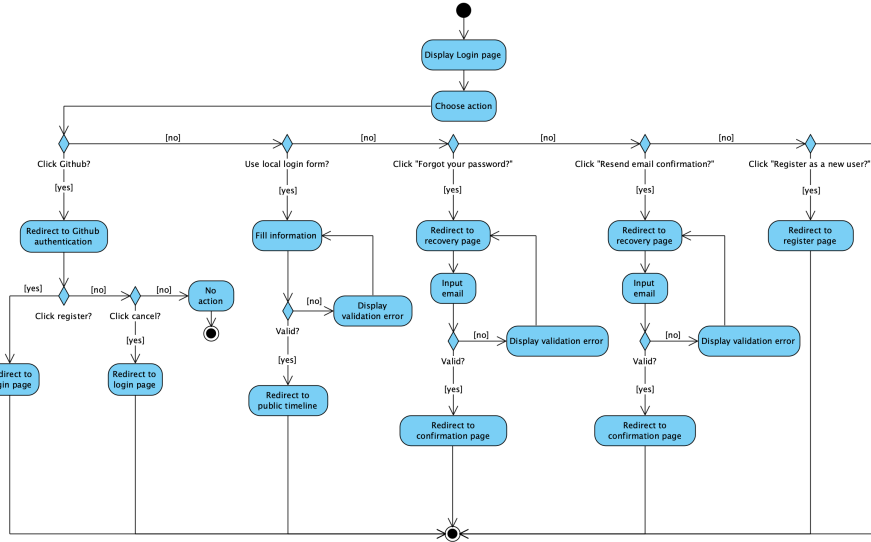 Display Login page
Choose action
[no]
[no]
[no]
[no]
Click Github?
Use local login form?
Click "Forgot your password?"
Click "Resend email confirmation?"
Click "Register as a new user?"
[yes]
[yes]
[yes]
[yes]
[yes]
Redirect to Github
authentication
Fill information
Redirect to
recovery page
Redirect to
recovery page
Redirect to
register page
[yes]
[no]
[no]
No
action
Input
email
Input
email
Click register?
Click cancel?
[no]
Display
validation error
Valid?
[yes]
[no]
Display validation error
[no]
Display validation error
[yes]
Valid?
Valid?
direct to
gin page
Redirect to
login page
[yes]
[yes]
Redirect to
public timeline
Redirect to
confirmation page
Redirect to
confirmation page